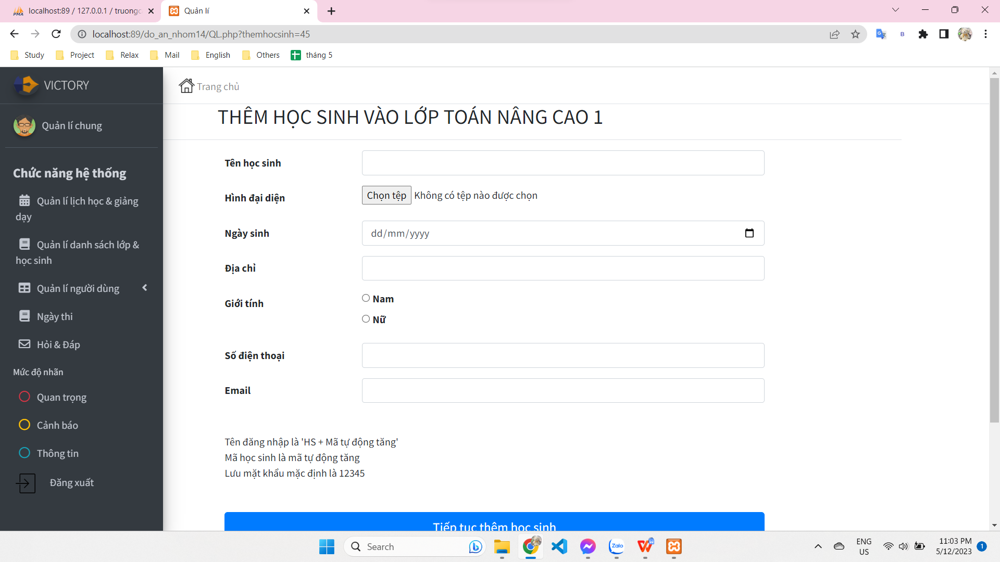 localhost:89 / 127.0.0.1 / truongc
Quản lí
localhost:89/do_an_nhom14/QL.php?themhocsinh=45
Study
Project
Relax
Mail
English
Others
tháng 5
VICTORY
Trang chủ
Quản lí chung
Chức năng hệ thống
Quản lí lịch học & giảng
dạy
Quản lí danh sách lớp &
học sinh
Quản lí người dùng
Ngày thi
Hỏi & Đáp
Mức độ nhãn
Quan trọng
Cảnh báo
Thông tin
Đăng xuất
THÊM HỌC SINH VÀO LỚP TOÁN NÂNG CAO 1
Tên học sinh
Hình đại diện
Chọn tệp Không có tệp nào được chọn
Ngày sinh
dd/mm/yyyy
Địa chỉ
Giới tính
Nam
Nữ
Số điện thoại
Email
Tên đăng nhập là 'HS + Mã tự động tăng'
Mã học sinh là mã tự động tăng
Lưu mặt khẩu mặc định là 12345
Tiếp tục thêm học sinh
Search
Zalo
ENG
US
11:03 PM
5/12/2023
1